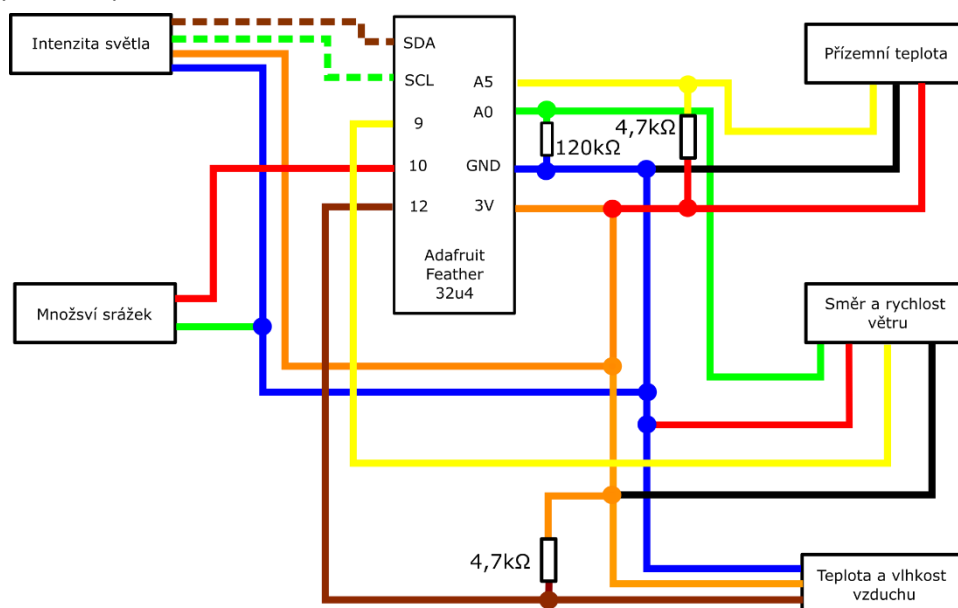 Intenzita světla
SDA
SCL
9
10
12
A5
A0
GND
3V
Adafruit
Feather
32u4
120kΩ
4,7kΩ
Přízemní teplota
Množsví srážek
Směr a rychlost
větru
4,7kΩ
Teplota a vlhkost
vzduchu